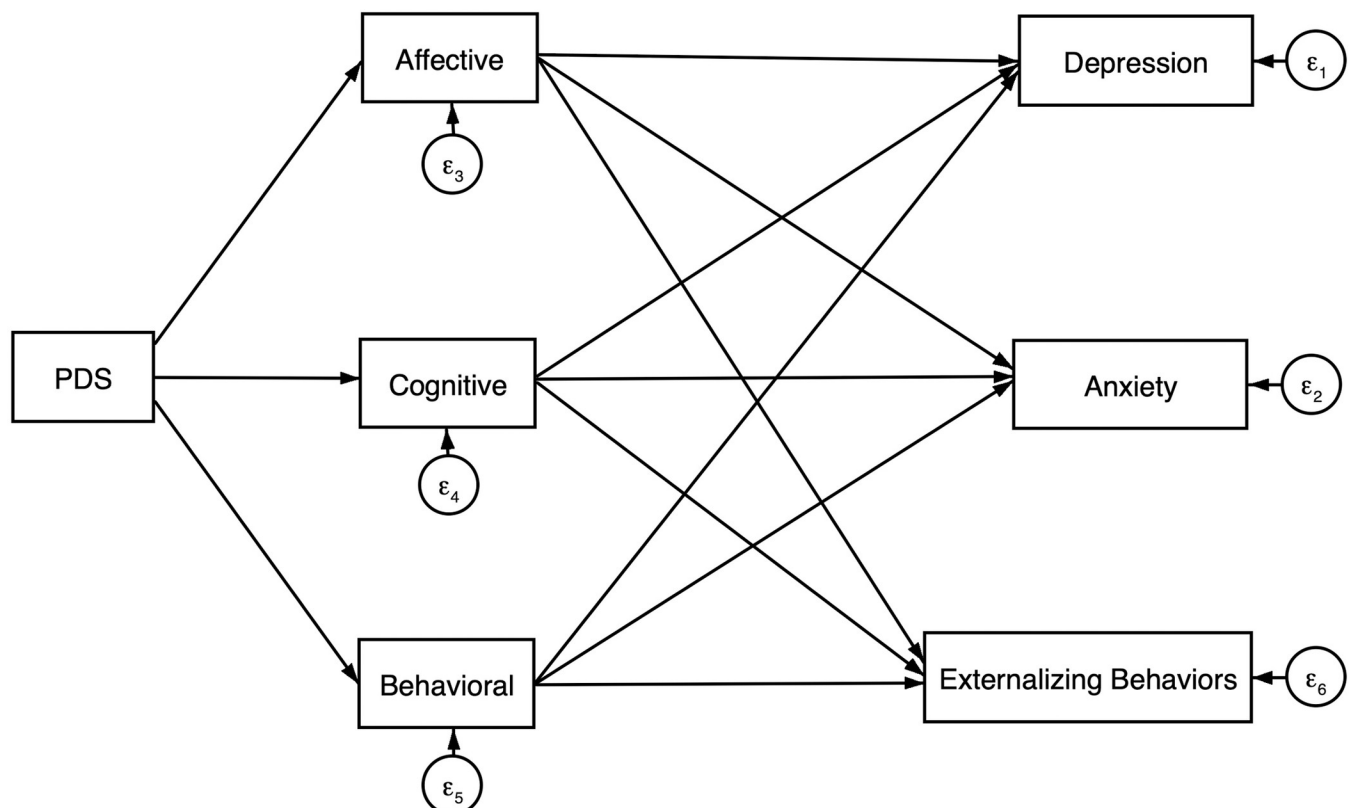 Affective
Depression
ε1
ε3
PDS
Cognitive
Anxiety
ε2
ε4
Behavioral
Externalizing Behaviors
ε6
ε5